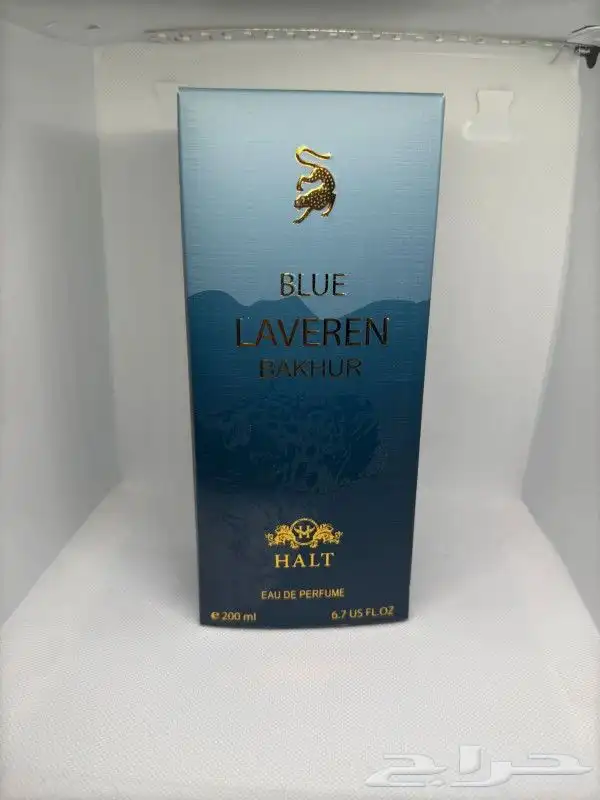 BLUE
LAVEREN
BAKHUR
H
HALT
EAU DE PERFUME
℮ 200 ml 6.7 US FL.OZ
حراج